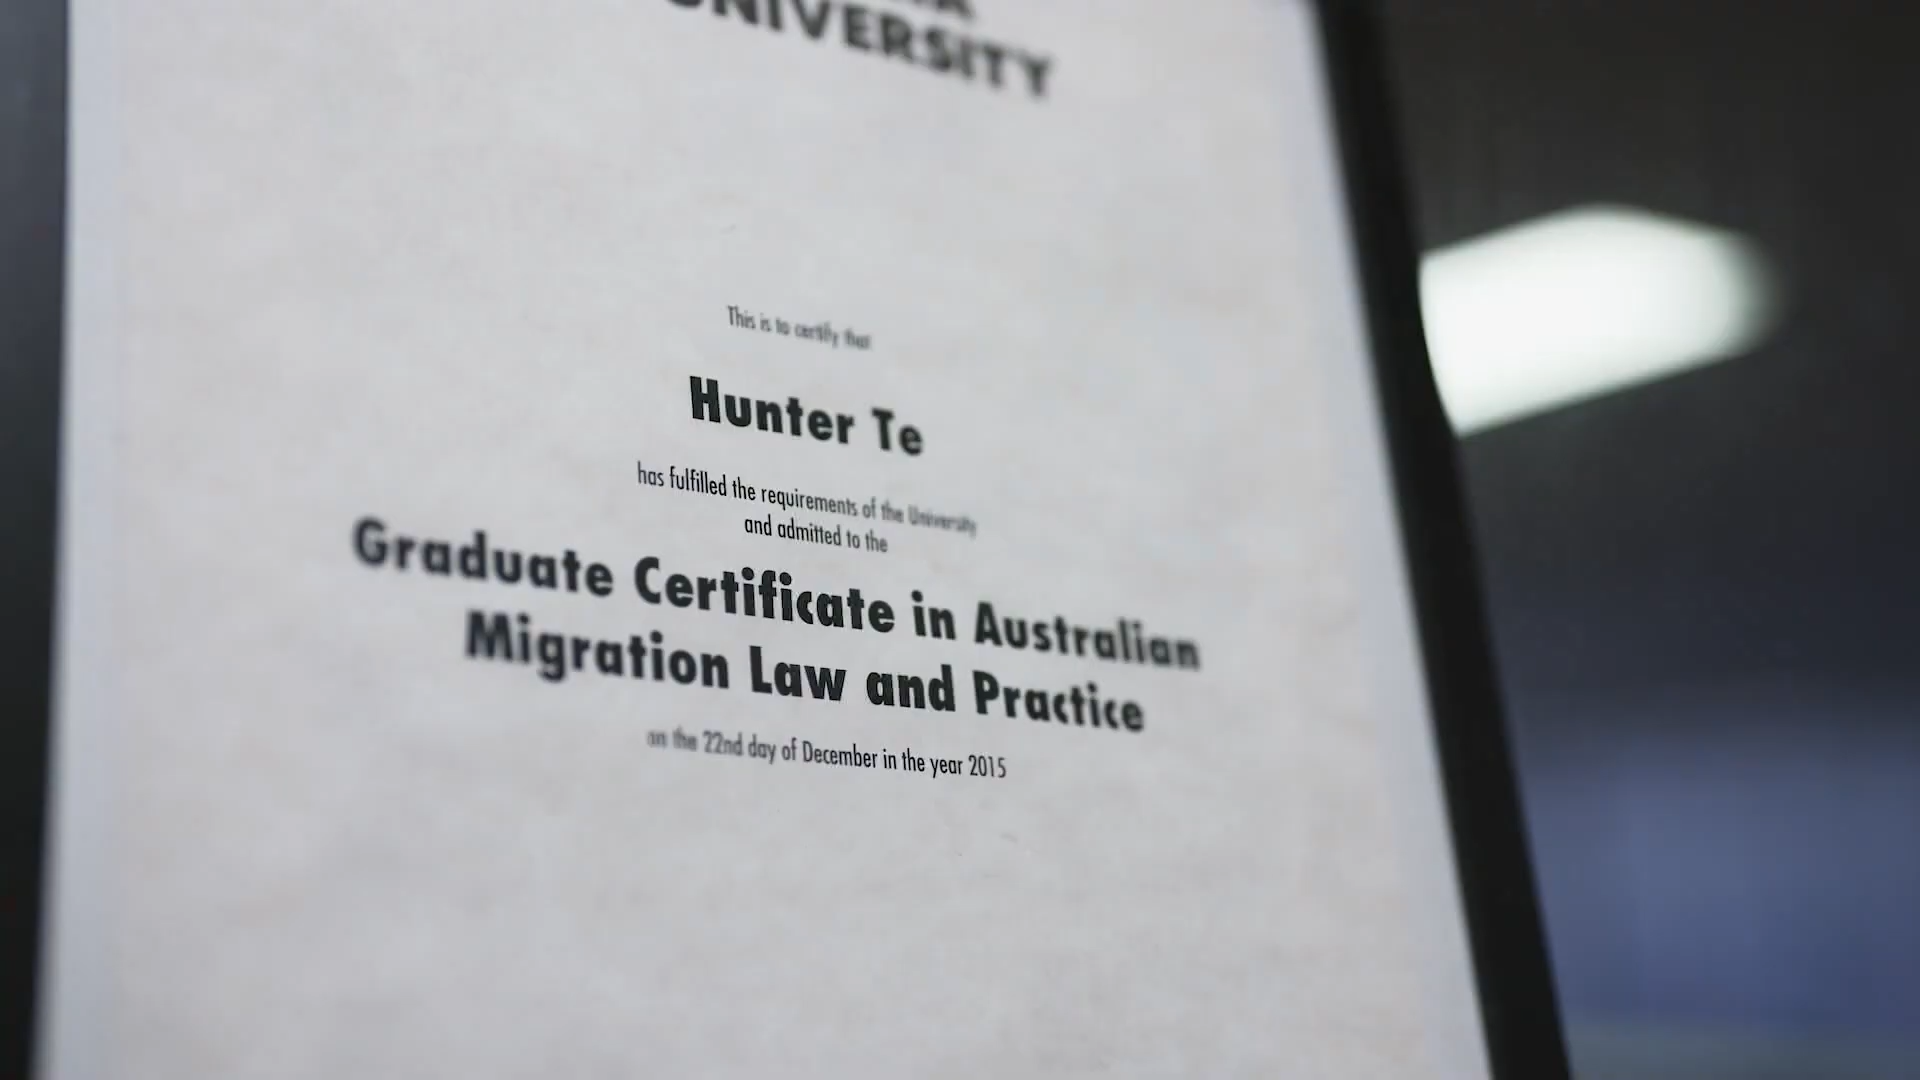 UNIVERSITY
This is to certify that
Hunter Te
has fulfilled the requirements of the University
and admitted to the
Graduate Certificate in Australian
Migration Law and Practice
on the 22nd day of December in the year 2015